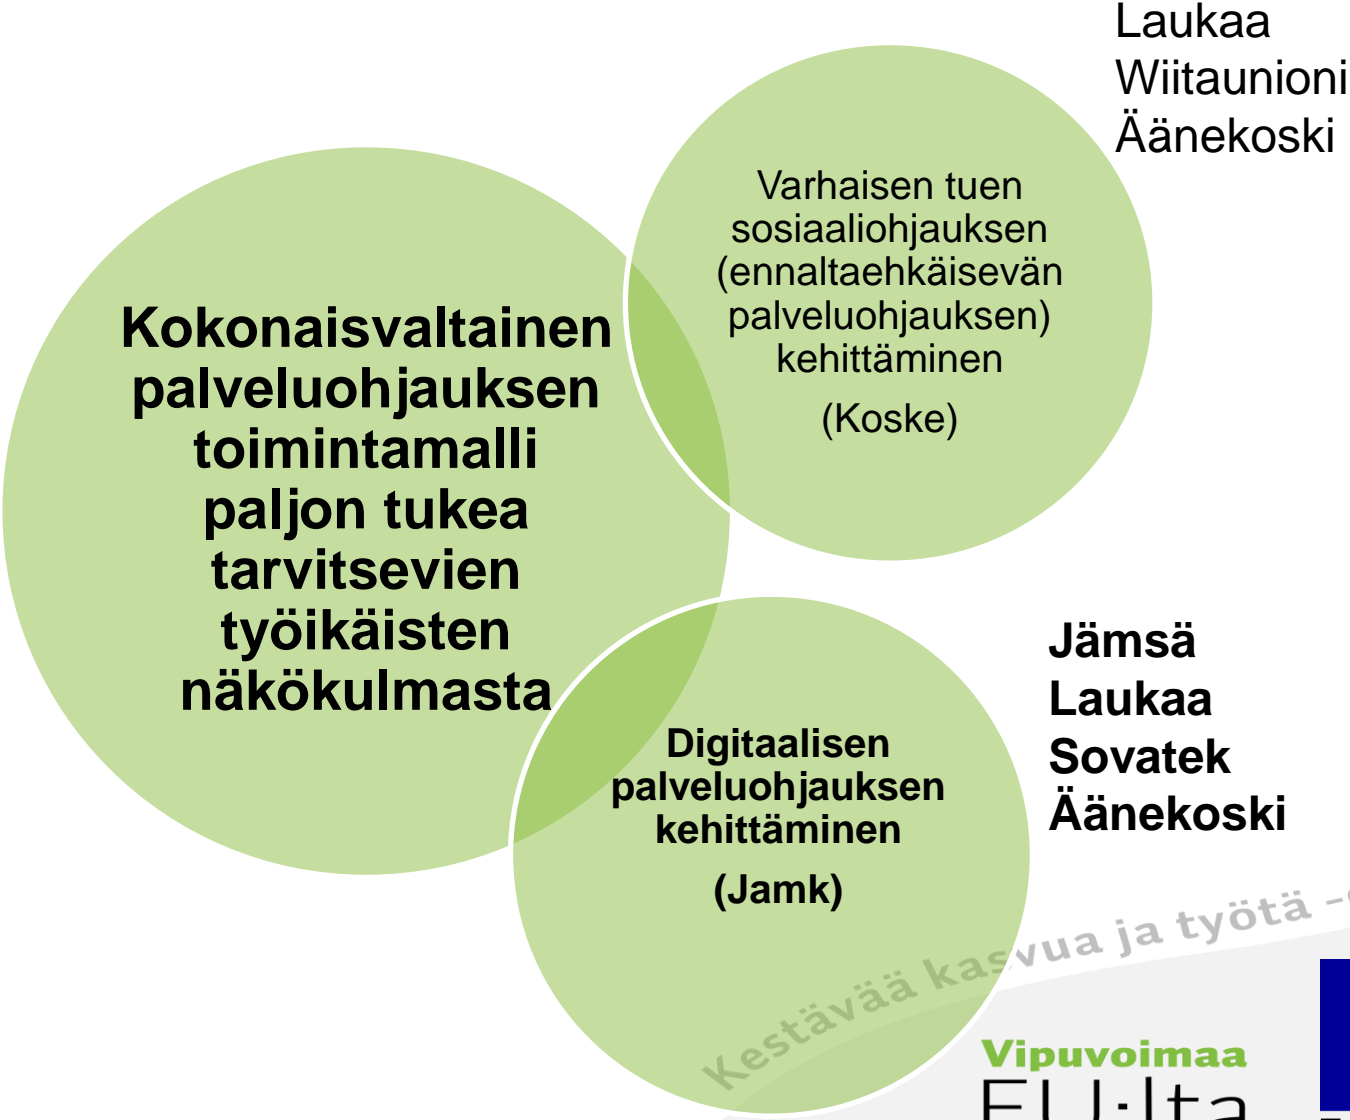 Laukaa
Wiitaunioni
Äänekoski
Varhaisen tuen
sosiaaliohjauksen
(ennaltaehkäisevän
palveluohjauksen)
kehittäminen
(Koske)
Kokonaisvaltainen
palveluohjauksen
toimintamalli
paljon tukea
tarvitsevien
työikäisten
näkökulmasta
Jämsä
Laukaa
Sovatek
Äänekoski
Digitaalisen
palveluohjauksen
kehittäminen
(Jamk)
Kestävää kasvua ja työtä –
Vipuvoimaa
EU:lta